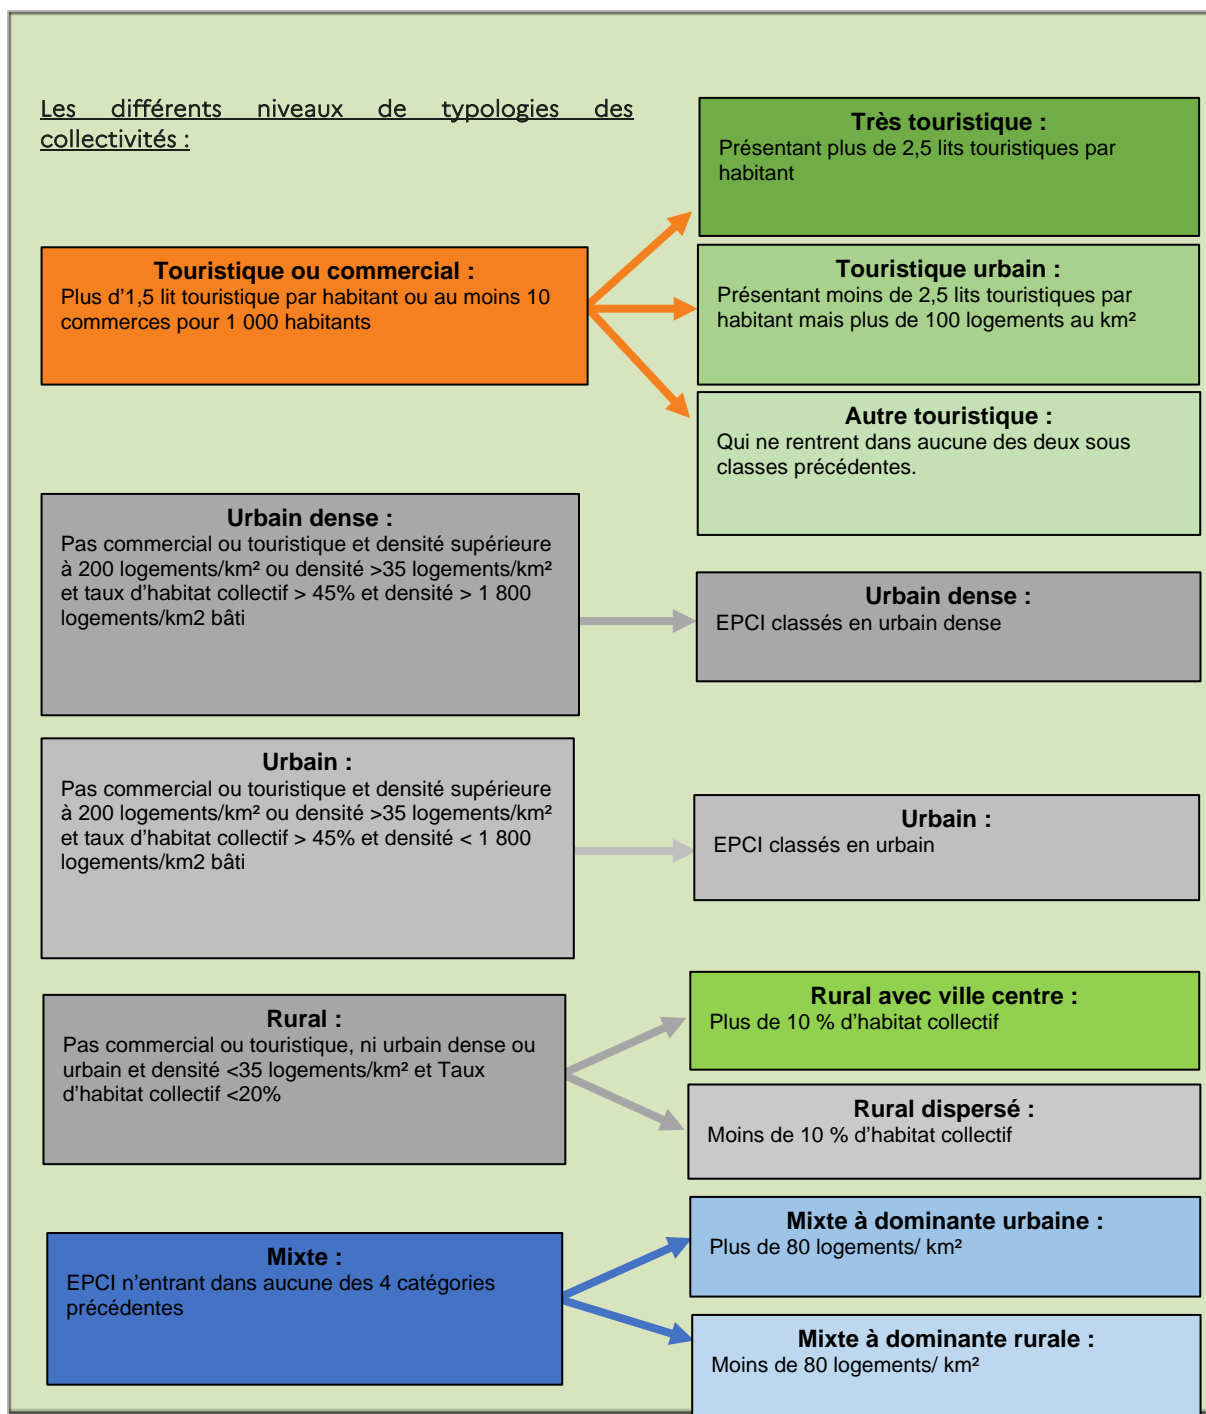 Les différents niveaux de typologies des
collectivités :
Très touristique :
Présentant plus de 2,5 lits touristiques par
habitant
Touristique ou commercial :
Plus d'1,5 lit touristique par habitant ou au moins 10
commerces pour 1 000 habitants
Touristique urbain :
Présentant moins de 2,5 lits touristiques par
habitant mais plus de 100 logements au km²
Autre touristique :
Qui ne rentrent dans aucune des deux sous
classes précédentes.
Urbain dense :
Pas commercial ou touristique et densité supérieure
à 200 logements/km² ou densité >35 logements/km²
et taux d'habitat collectif > 45% et densité > 1 800
logements/km2 bâti
Urbain dense :
EPCI classés en urbain dense
Urbain :
Pas commercial ou touristique et densité supérieure
à 200 logements/km² ou densité >35 logements/km²
et taux d'habitat collectif > 45% et densité < 1 800
logements/km2 bâti
Urbain :
EPCI classés en urbain
Rural :
Pas commercial ou touristique, ni urbain dense ou
urbain et densité <35 logements/km² et Taux
d'habitat collectif <20%
Rural avec ville centre :
Plus de 10 % d'habitat collectif
Rural dispersé :
Moins de 10 % d'habitat collectif
Mixte :
EPCI n'entrant dans aucune des 4 catégories
précédentes
Mixte à dominante urbaine :
Plus de 80 logements/ km²
Mixte à dominante rurale :
Moins de 80 logements/ km²